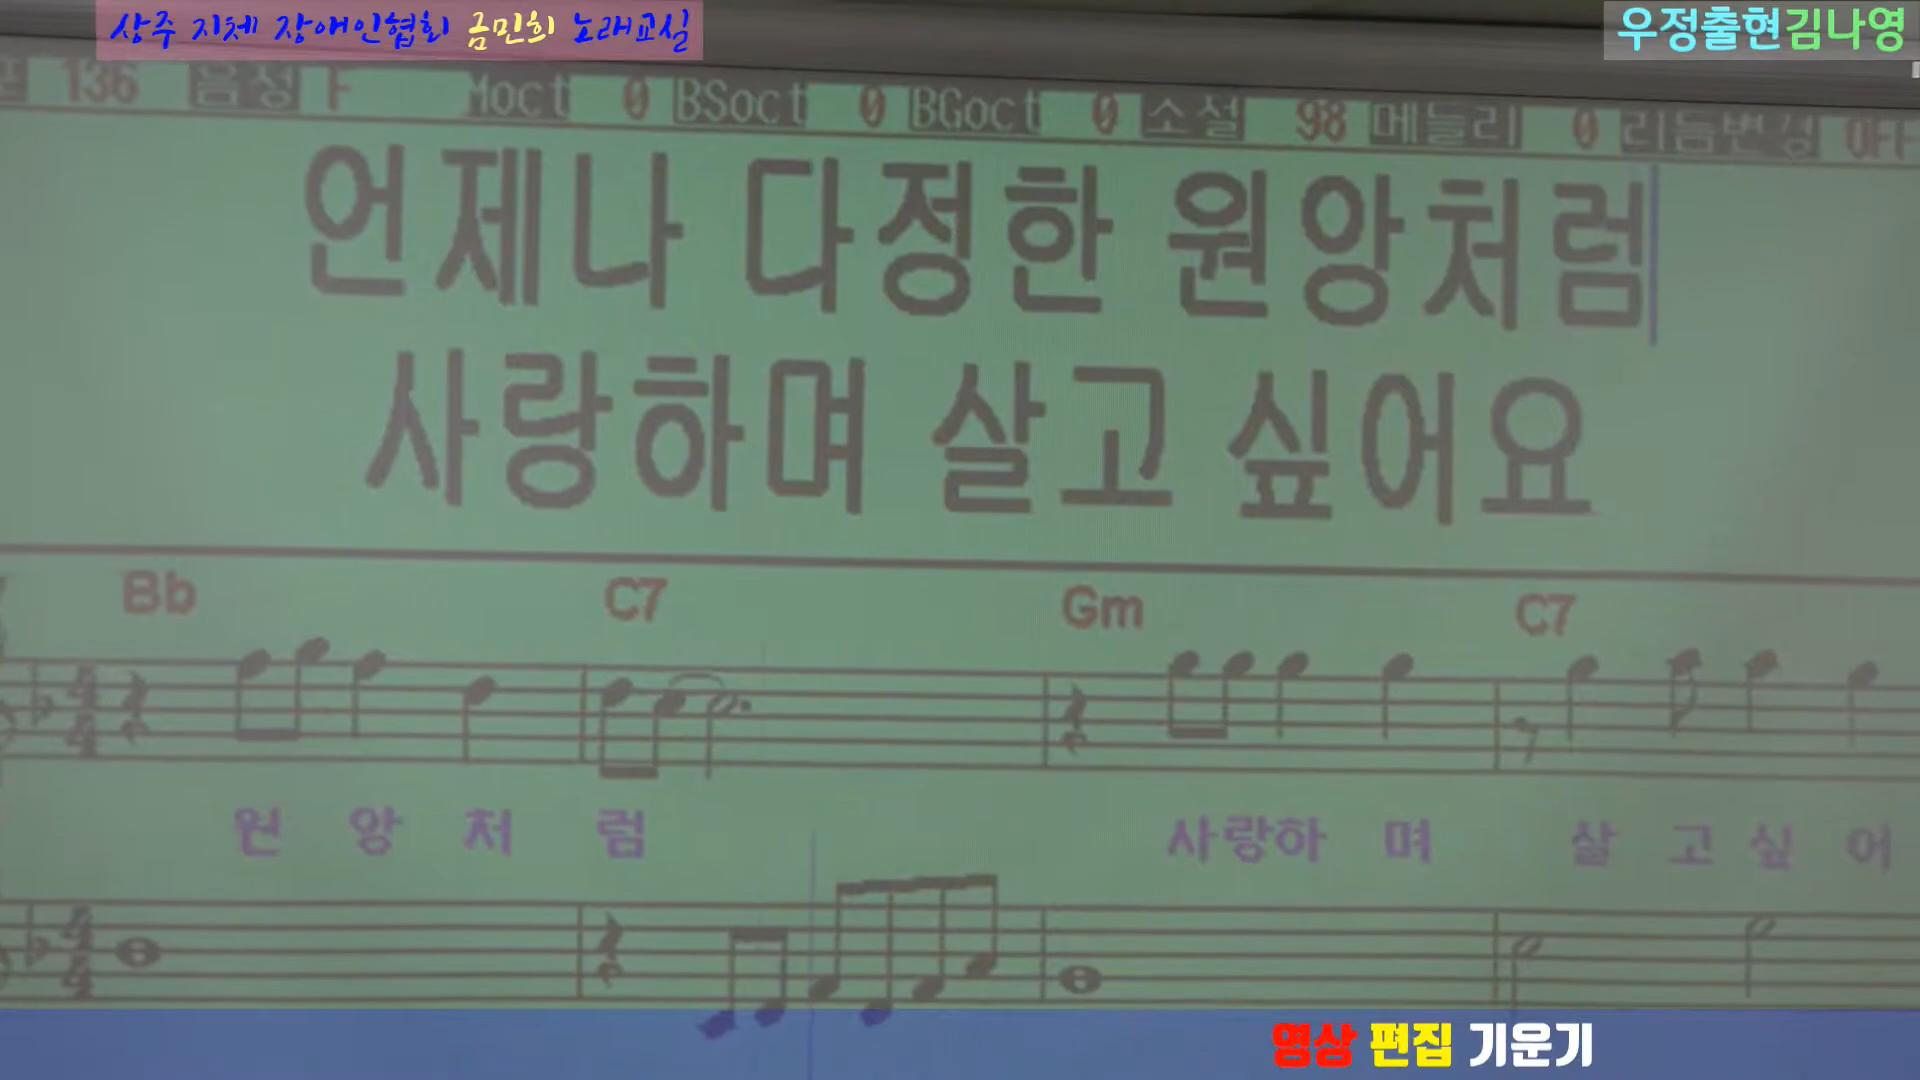 상주 지체 장애인협회 금민희 노래교실
우정출현김나영
136 음정 F Moct 0 BSoct 0 BGoct 0 소설 98 메들리 0 리듬변경 OFF
언제나 다정한 원앙처럼
사랑하며 살고 싶어요
Bb C7 Gm C7
원 앙 처 럼 사랑하 며 살 고 싶 어
영상 편집 기운기